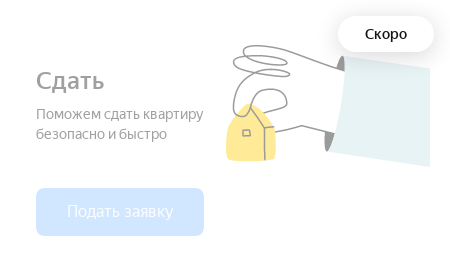 Скоро
Сдать
Поможем сдать квартиру
безопасно и быстро
Подать заявку